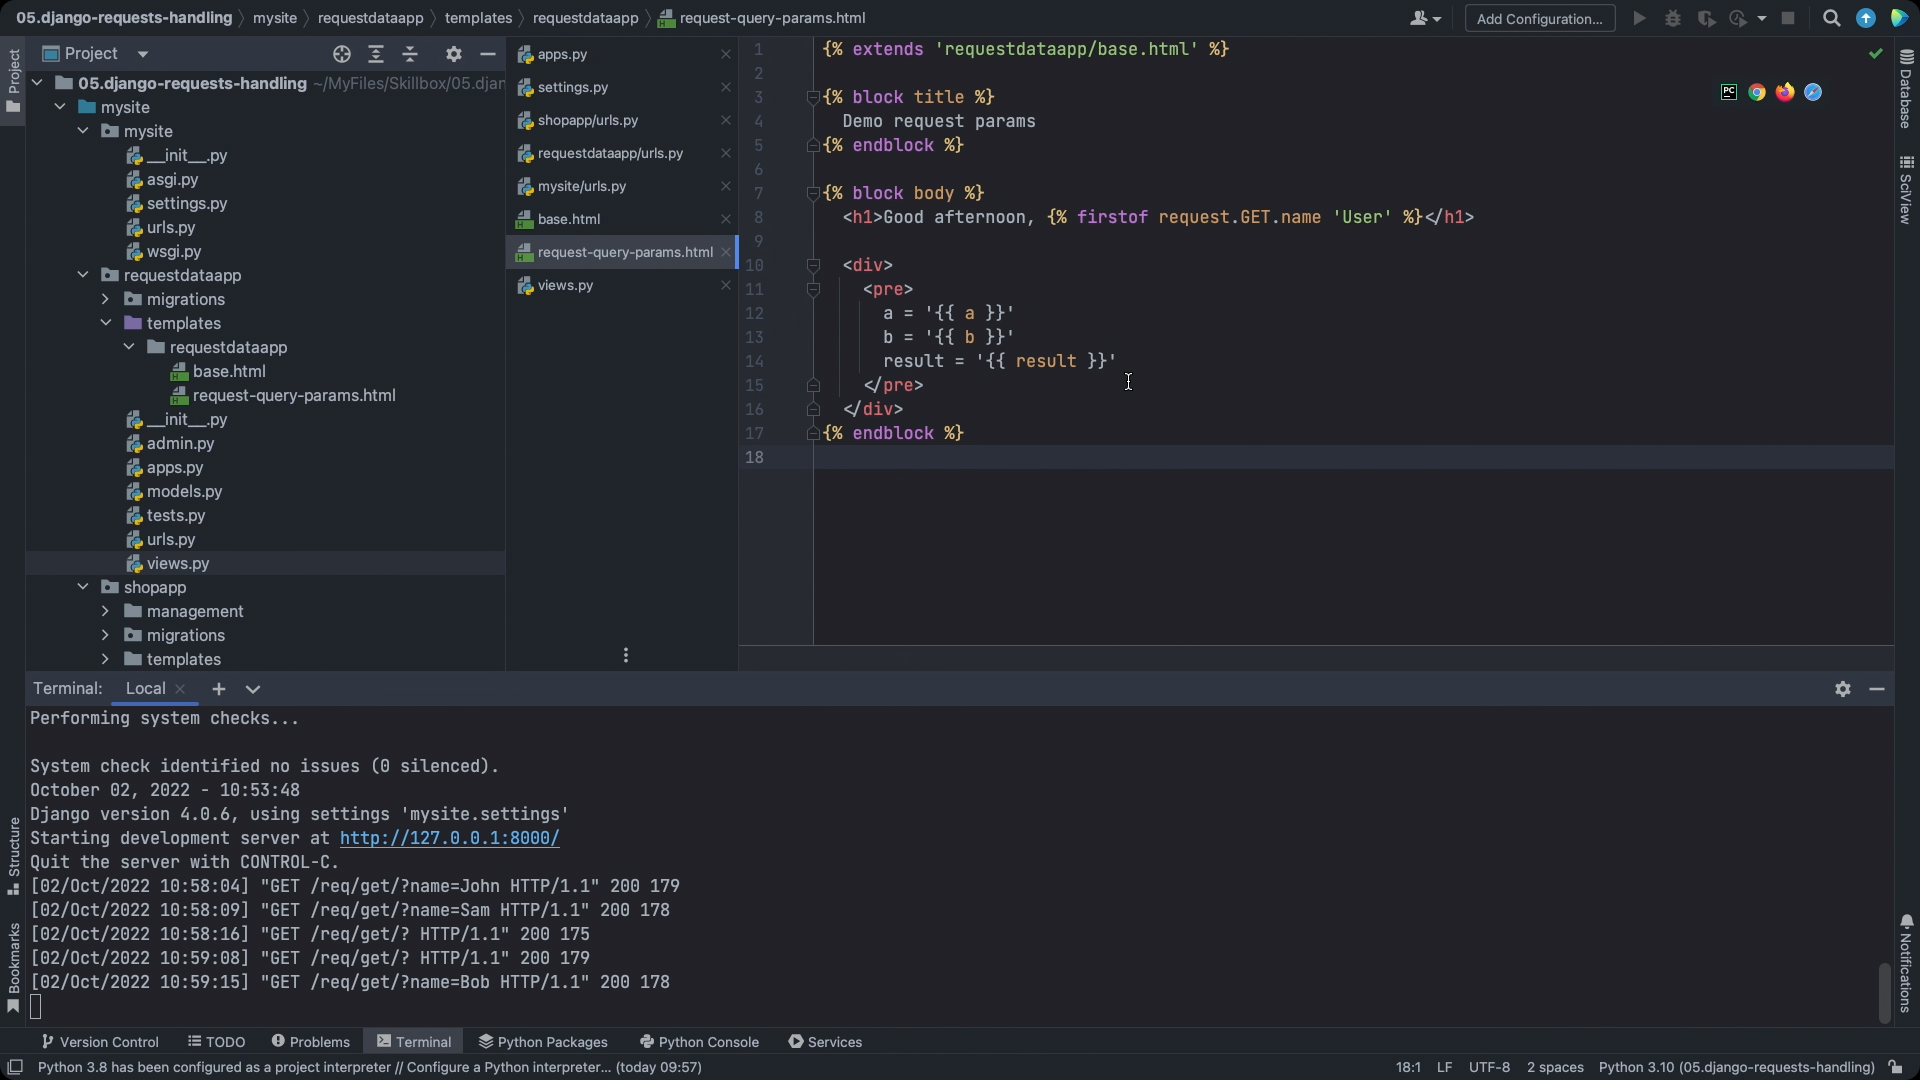 05.django-requests-handling mysite requestdataapp templates requestdataapp request-query-params.html
Add Configuration...
Project
Project
05.django-requests-handling ~/MyFiles/Skillbox/05.djan
mysite
mysite
__init__.py
asgi.py
settings.py
urls.py
wsgi.py
requestdataapp
migrations
templates
requestdataapp
base.html
request-query-params.html
__init__.py
admin.py
apps.py
models.py
tests.py
urls.py
views.py
shopapp
management
migrations
templates
apps.py
settings.py
shopapp/urls.py
requestdataapp/urls.py
mysite/urls.py
base.html
request-query-params.html
views.py
1 {% extends 'requestdataapp/base.html' %}
2
3 {% block title %}
4 Demo request params
5 {% endblock %}
6
7 {% block body %}
8 <h1>Good afternoon, {% firstof request.GET.name 'User' %}</h1>
9
10 <div>
11 <pre>
12 a = '{{ a }}'
13 b = '{{ b }}'
14 result = '{{ result }}'
15 </pre>
16 </div>
17 {% endblock %}
18
PC
Database
SciView
Notifications
Structure
Bookmarks
Terminal: Local
Performing system checks...
System check identified no issues (0 silenced).
October 02, 2022 - 10:53:48
Django version 4.0.6, using settings 'mysite.settings'
Starting development server at http://127.0.0.1:8000/
Quit the server with CONTROL-C.
[02/Oct/2022 10:58:04] "GET /req/get/?name=John HTTP/1.1" 200 179
[02/Oct/2022 10:58:09] "GET /req/get/?name=Sam HTTP/1.1" 200 178
[02/Oct/2022 10:58:16] "GET /req/get/? HTTP/1.1" 200 175
[02/Oct/2022 10:59:08] "GET /req/get/? HTTP/1.1" 200 179
[02/Oct/2022 10:59:15] "GET /req/get/?name=Bob HTTP/1.1" 200 178
Version Control TODO Problems Terminal Python Packages Python Console Services
Python 3.8 has been configured as a project interpreter // Configure a Python interpreter... (today 09:57) 18:1 LF UTF-8 2 spaces Python 3.10 (05.django-requests-handling)